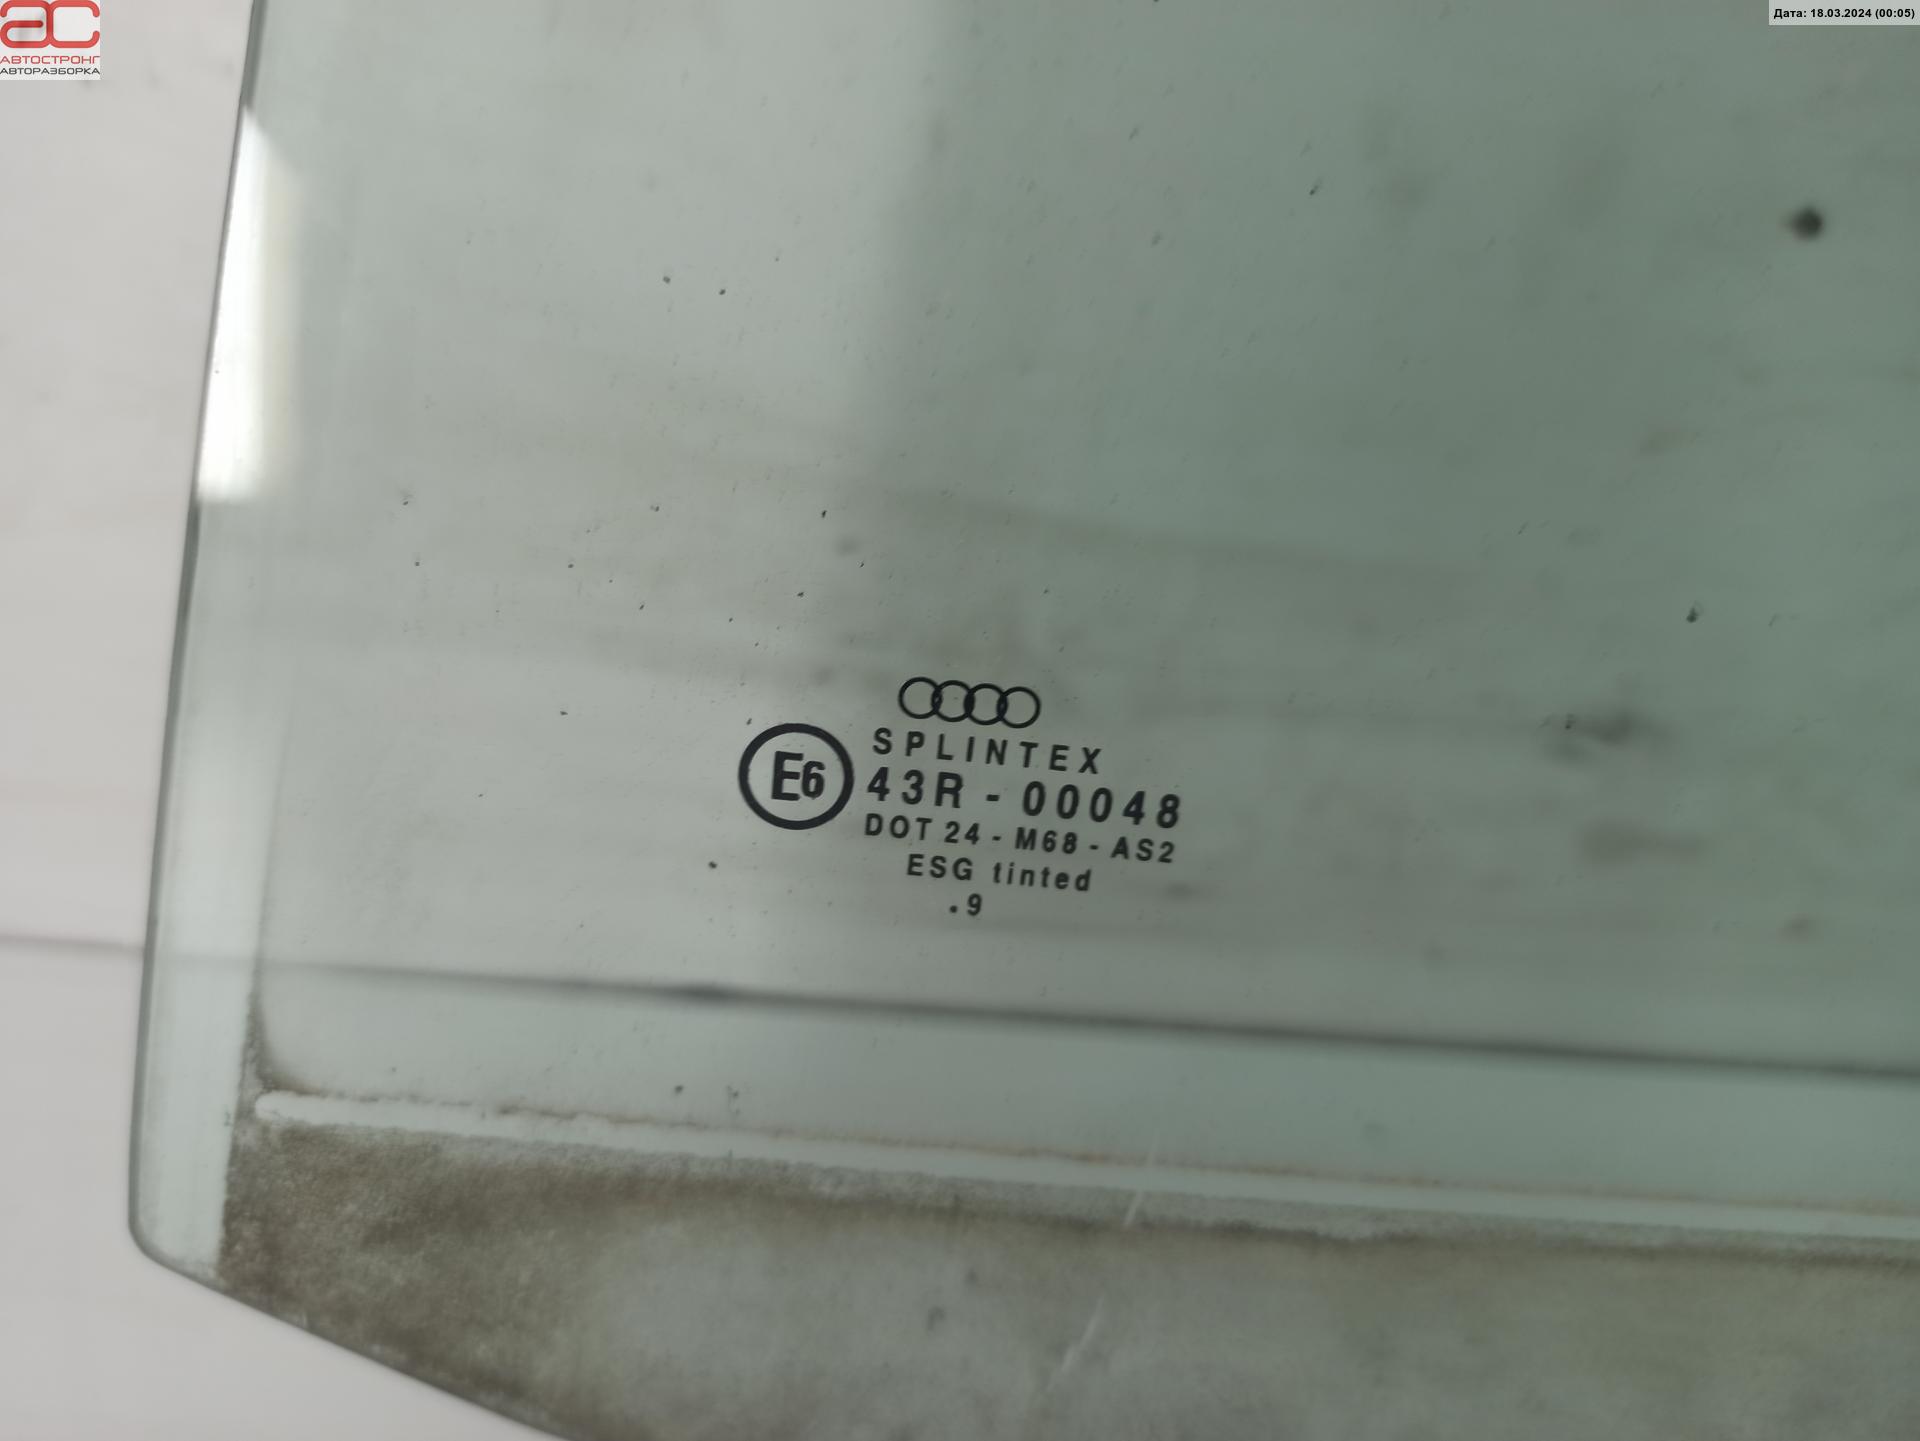 ac
АВТОСТРОНГ
АВТОРАЗБОРКА
Дата: 18.03.2024 (00:05)
SPLINTEX
E6
43R - 00048
DOT 24 - M68 - AS2
ESG tinted
. 9